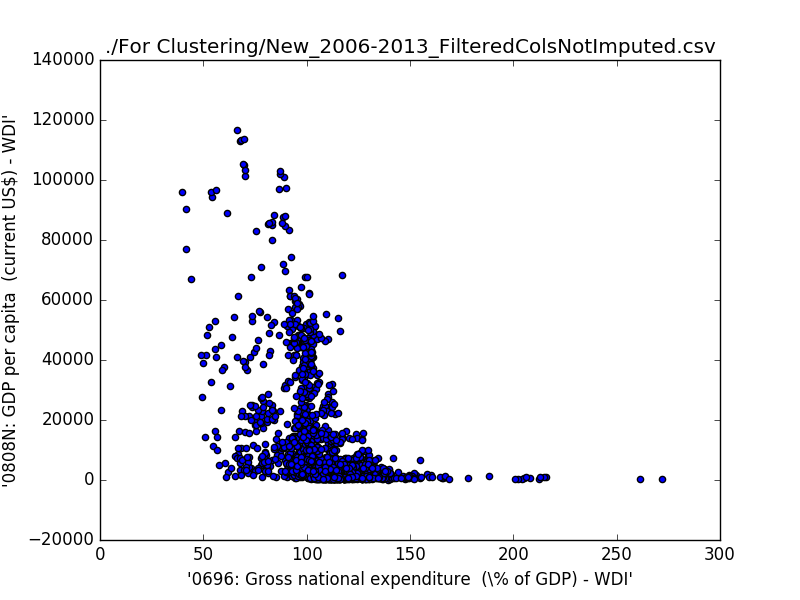 ./For Clustering/New_2006-2013_FilteredColsNotImputed.csv
140000
120000
100000
80000
60000
40000
20000
0
−20000
0 50 100 150 200 250 300
'0808N: GDP per capita  (current US$) - WDI'
'0696: Gross national expenditure  (\% of GDP) - WDI'